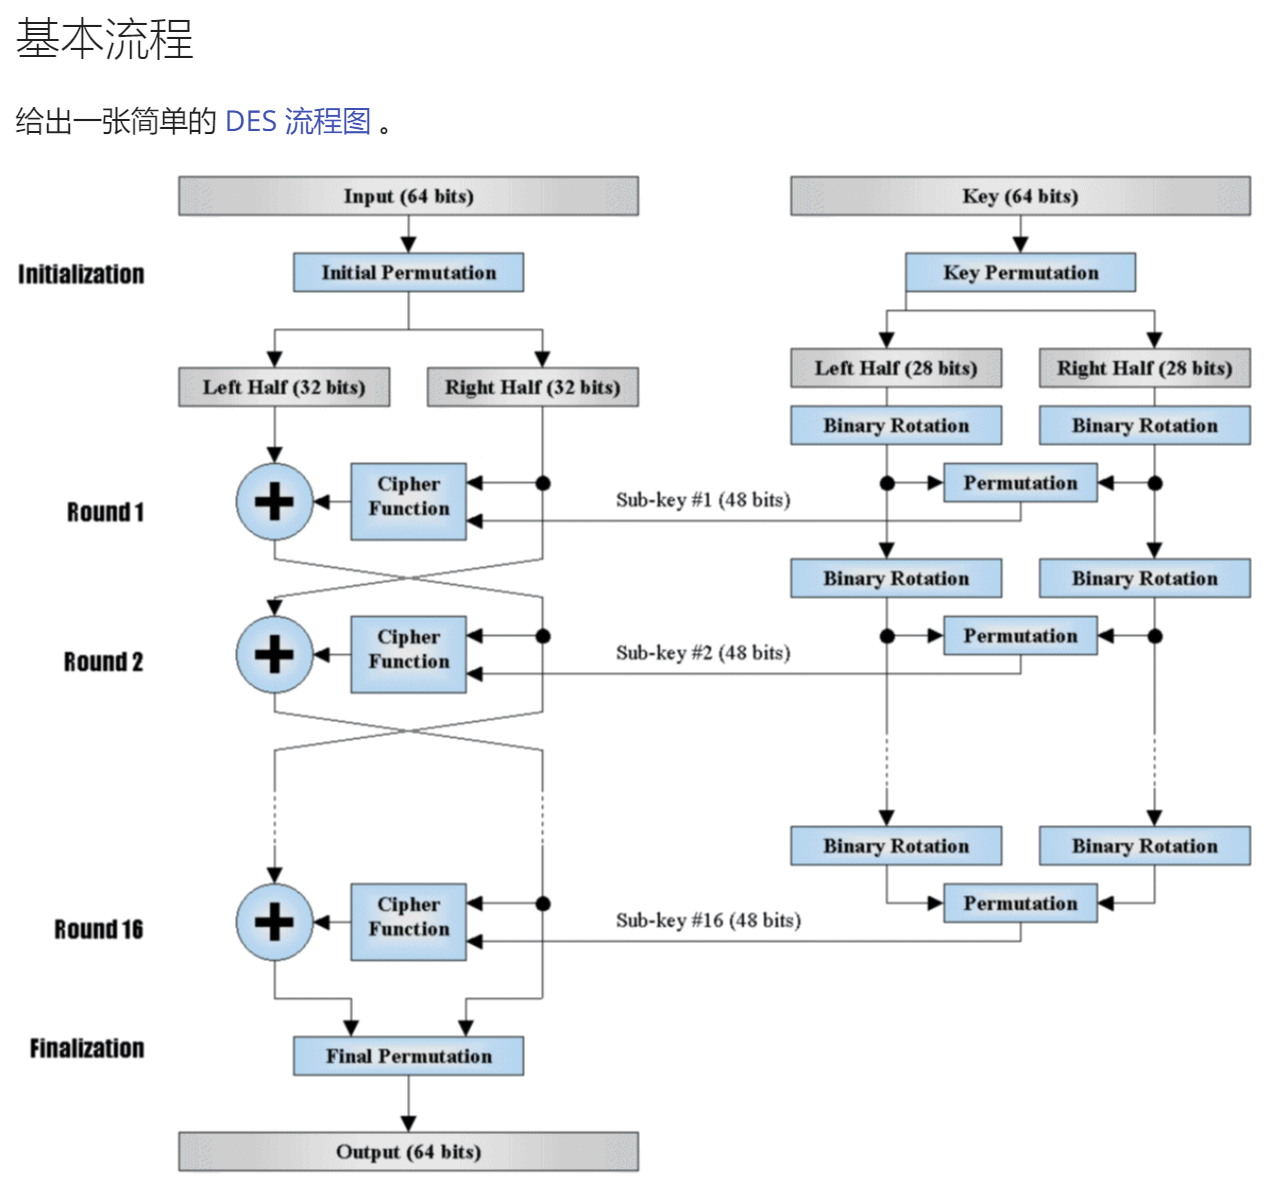 基本流程
给出一张简单的 DES 流程图 。
Input (64 bits)
Key (64 bits)
Initialization
Initial Permutation
Key Permutation
Left Half (32 bits)
Right Half (32 bits)
Left Half (28 bits)
Right Half (28 bits)
Binary Rotation
Binary Rotation
Round 1
Cipher
Function
Sub-key #1 (48 bits)
Permutation
Binary Rotation
Binary Rotation
Round 2
Cipher
Function
Sub-key #2 (48 bits)
Permutation
Binary Rotation
Binary Rotation
Round 16
Cipher
Function
Sub-key #16 (48 bits)
Permutation
Finalization
Final Permutation
Output (64 bits)